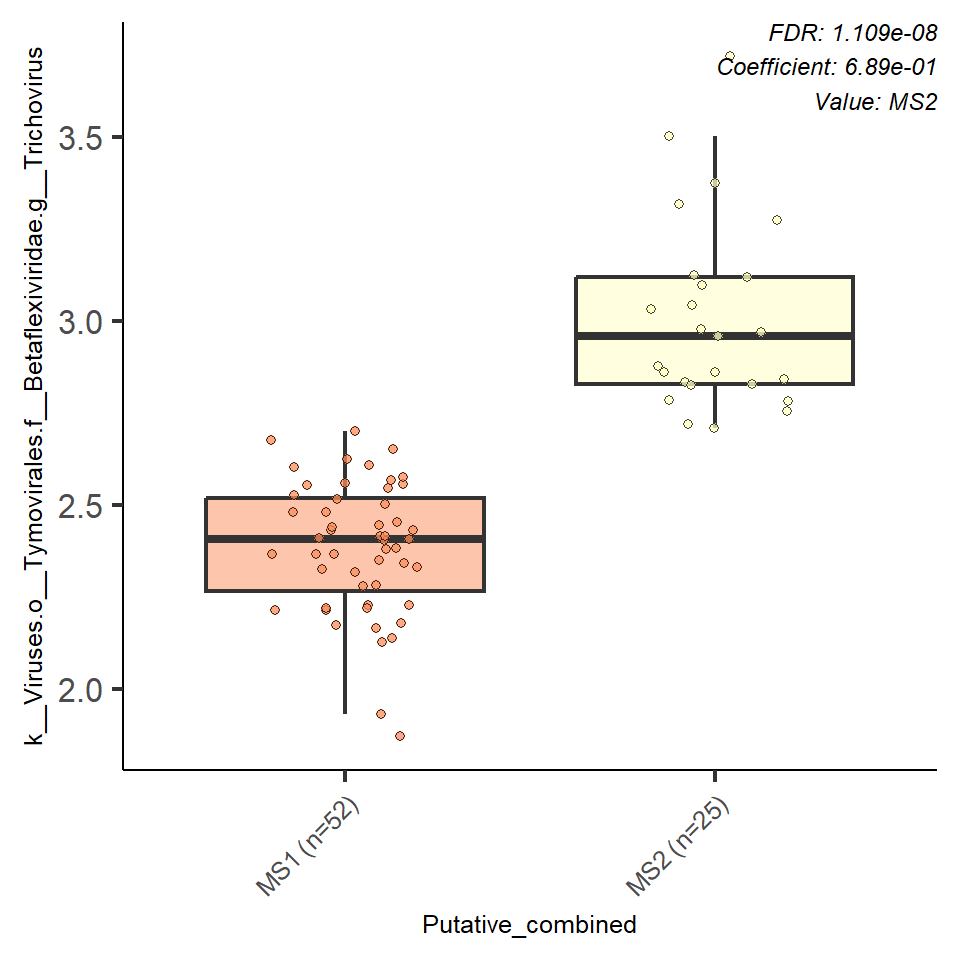 FDR: 1.109e-08
Coefficient: 6.89e-01
Value: MS2
k__Viruses.o__Tymovirales.f__Betaflexiviridae.g__Trichovirus
3.5
3.0
2.5
2.0
MS1 (n=52)
MS2 (n=25)
Putative_combined